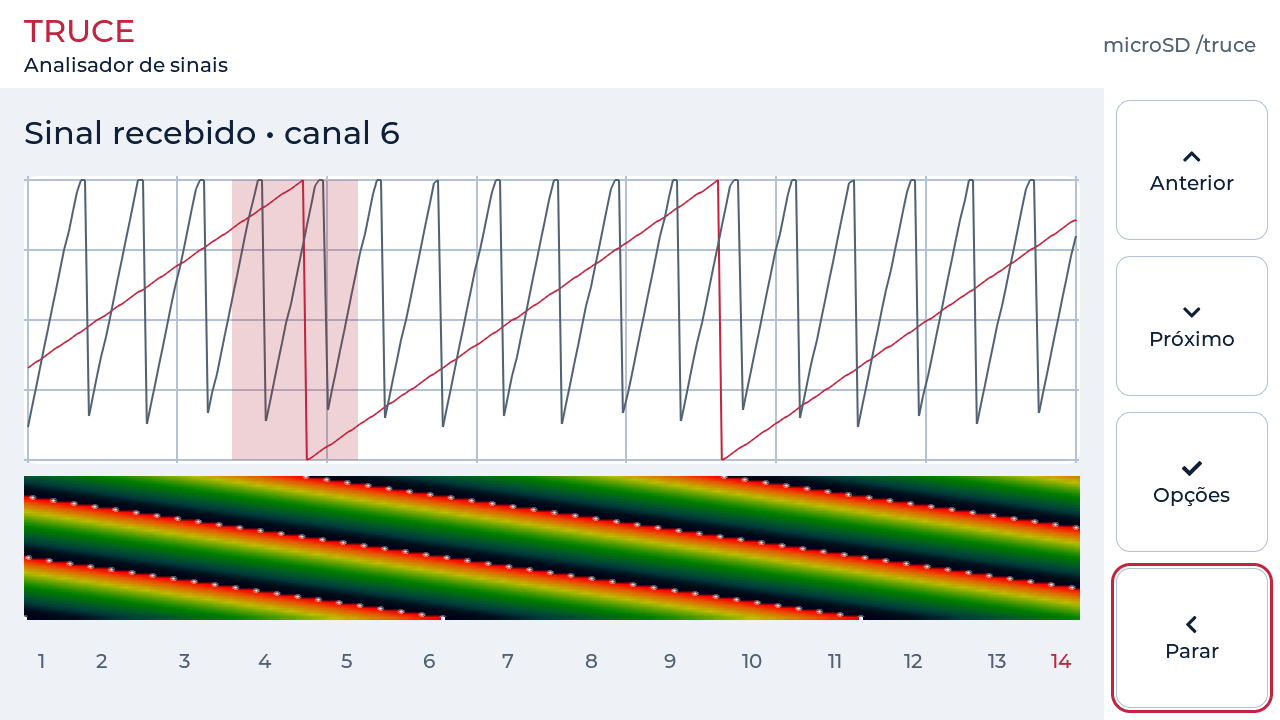 TRUCE
Analisador de sinais
microSD /truce
Sinal recebido • canal 6
Anterior
Próximo
Opções
Parar
1 2 3 4 5 6 7 8 9 10 11 12 13 14